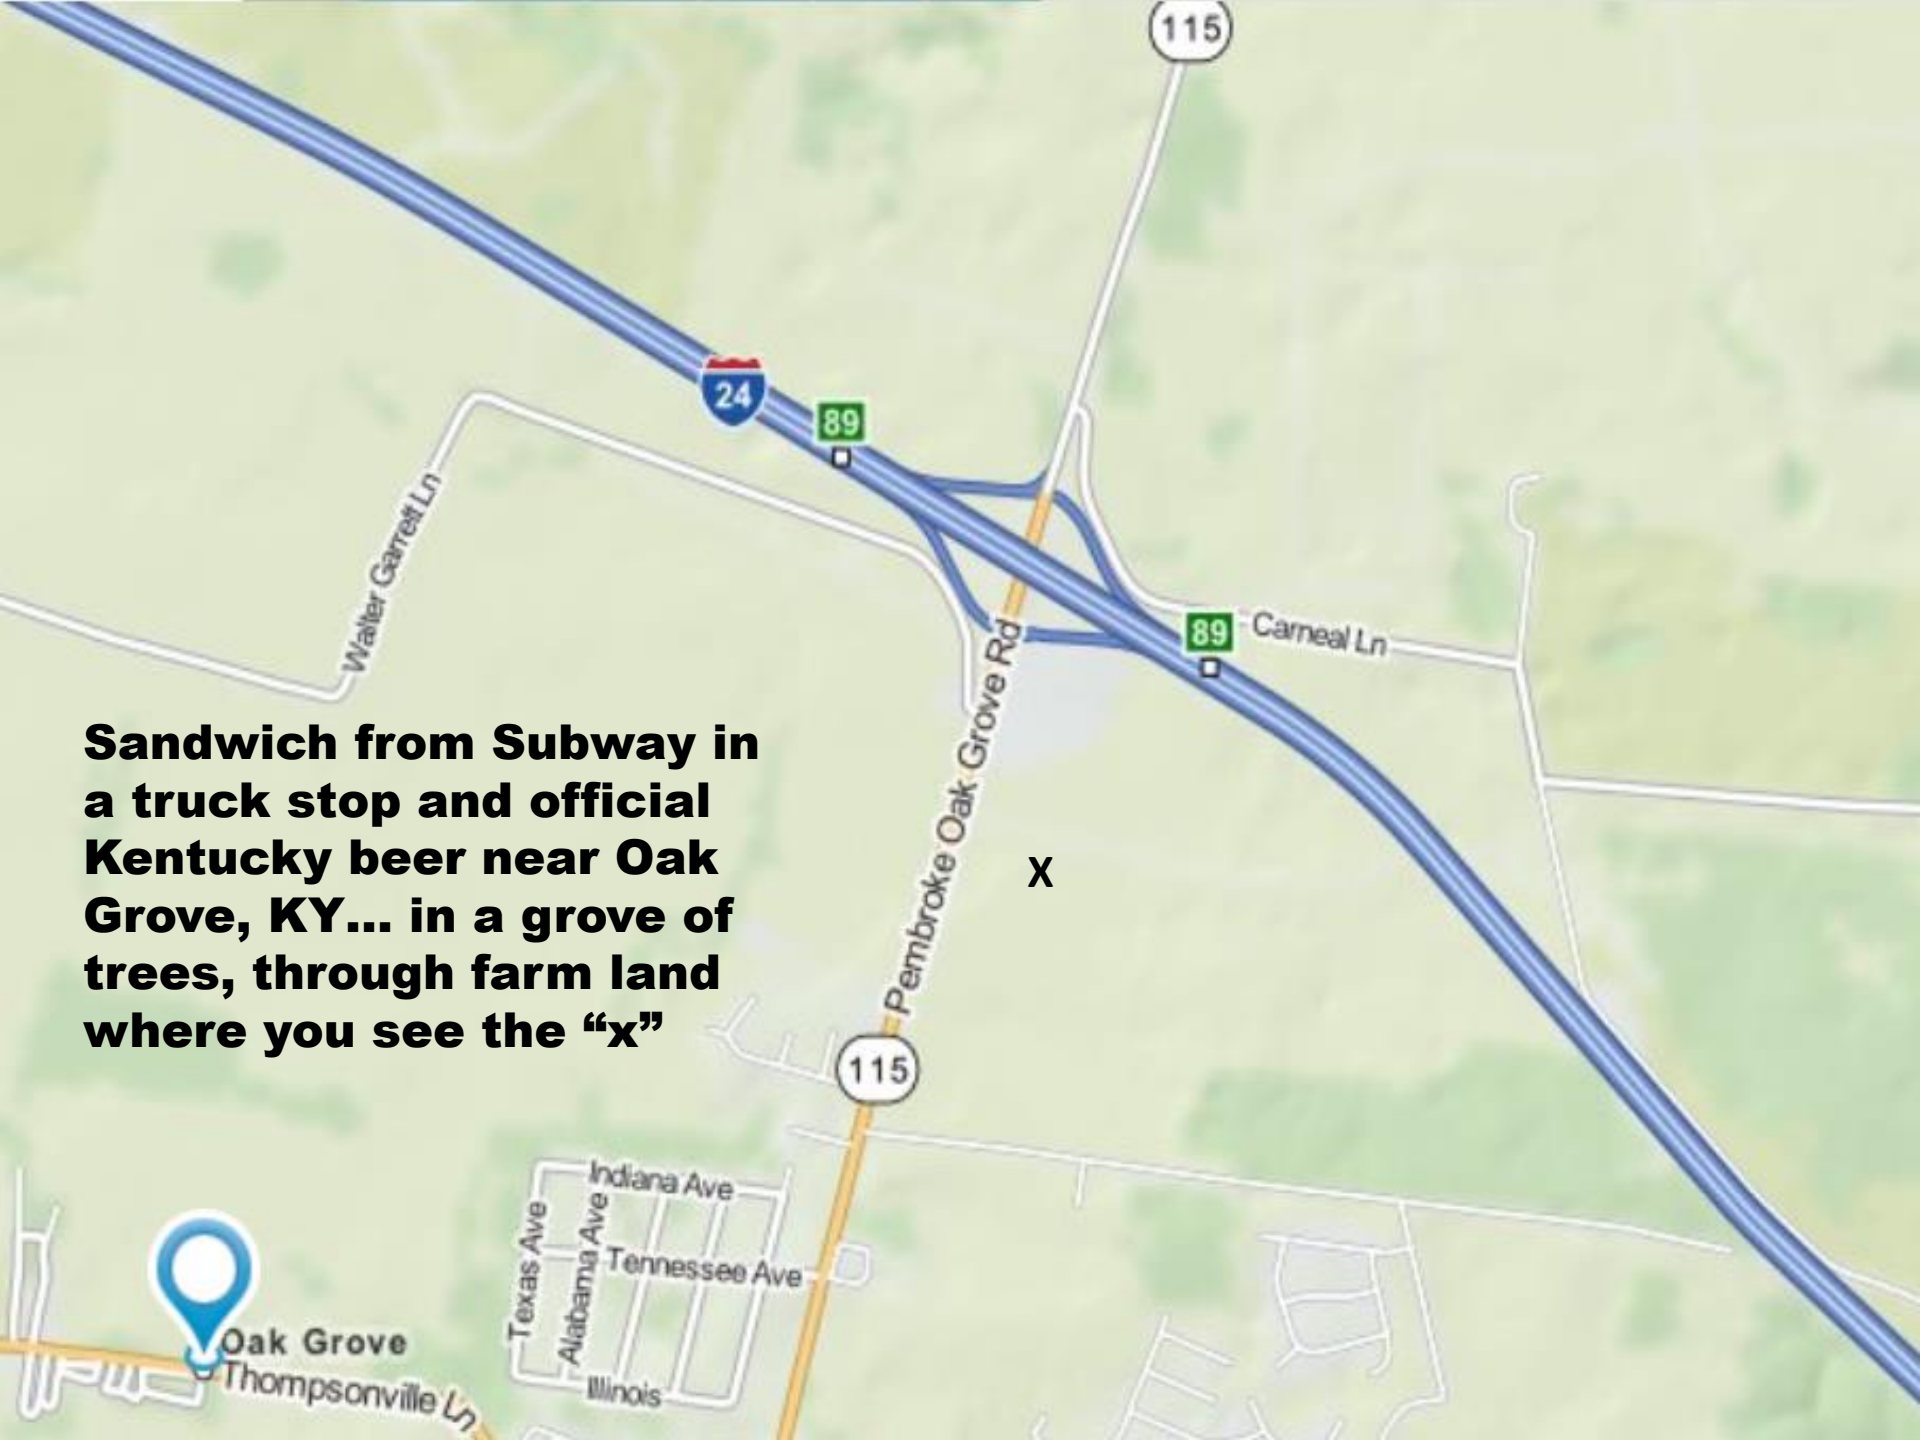 115
24
89
Walter Garrett Ln
89
Carneal Ln
Pembroke Oak Grove Rd
Sandwich from Subway in
a truck stop and official
Kentucky beer near Oak
Grove, KY... in a grove of
trees, through farm land
where you see the “x”
X
115
Indiana Ave
Texas Ave
Alabama Ave
Tennessee Ave
Illinois
Oak Grove
Thompsonville Ln